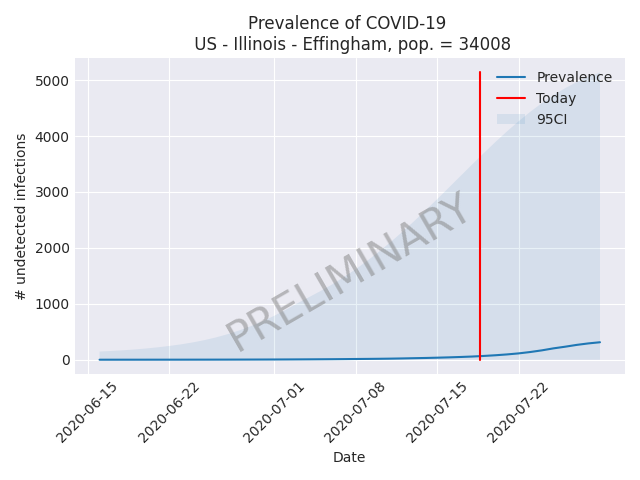 Prevalence of COVID-19
US - Illinois - Effingham, pop. = 34008
Prevalence
Today
95CI
5000
4000
3000
2000
1000
0
# undetected infections
PRELIMINARY
2020-06-15
2020-06-22
2020-07-01
2020-07-08
2020-07-15
2020-07-22
Date